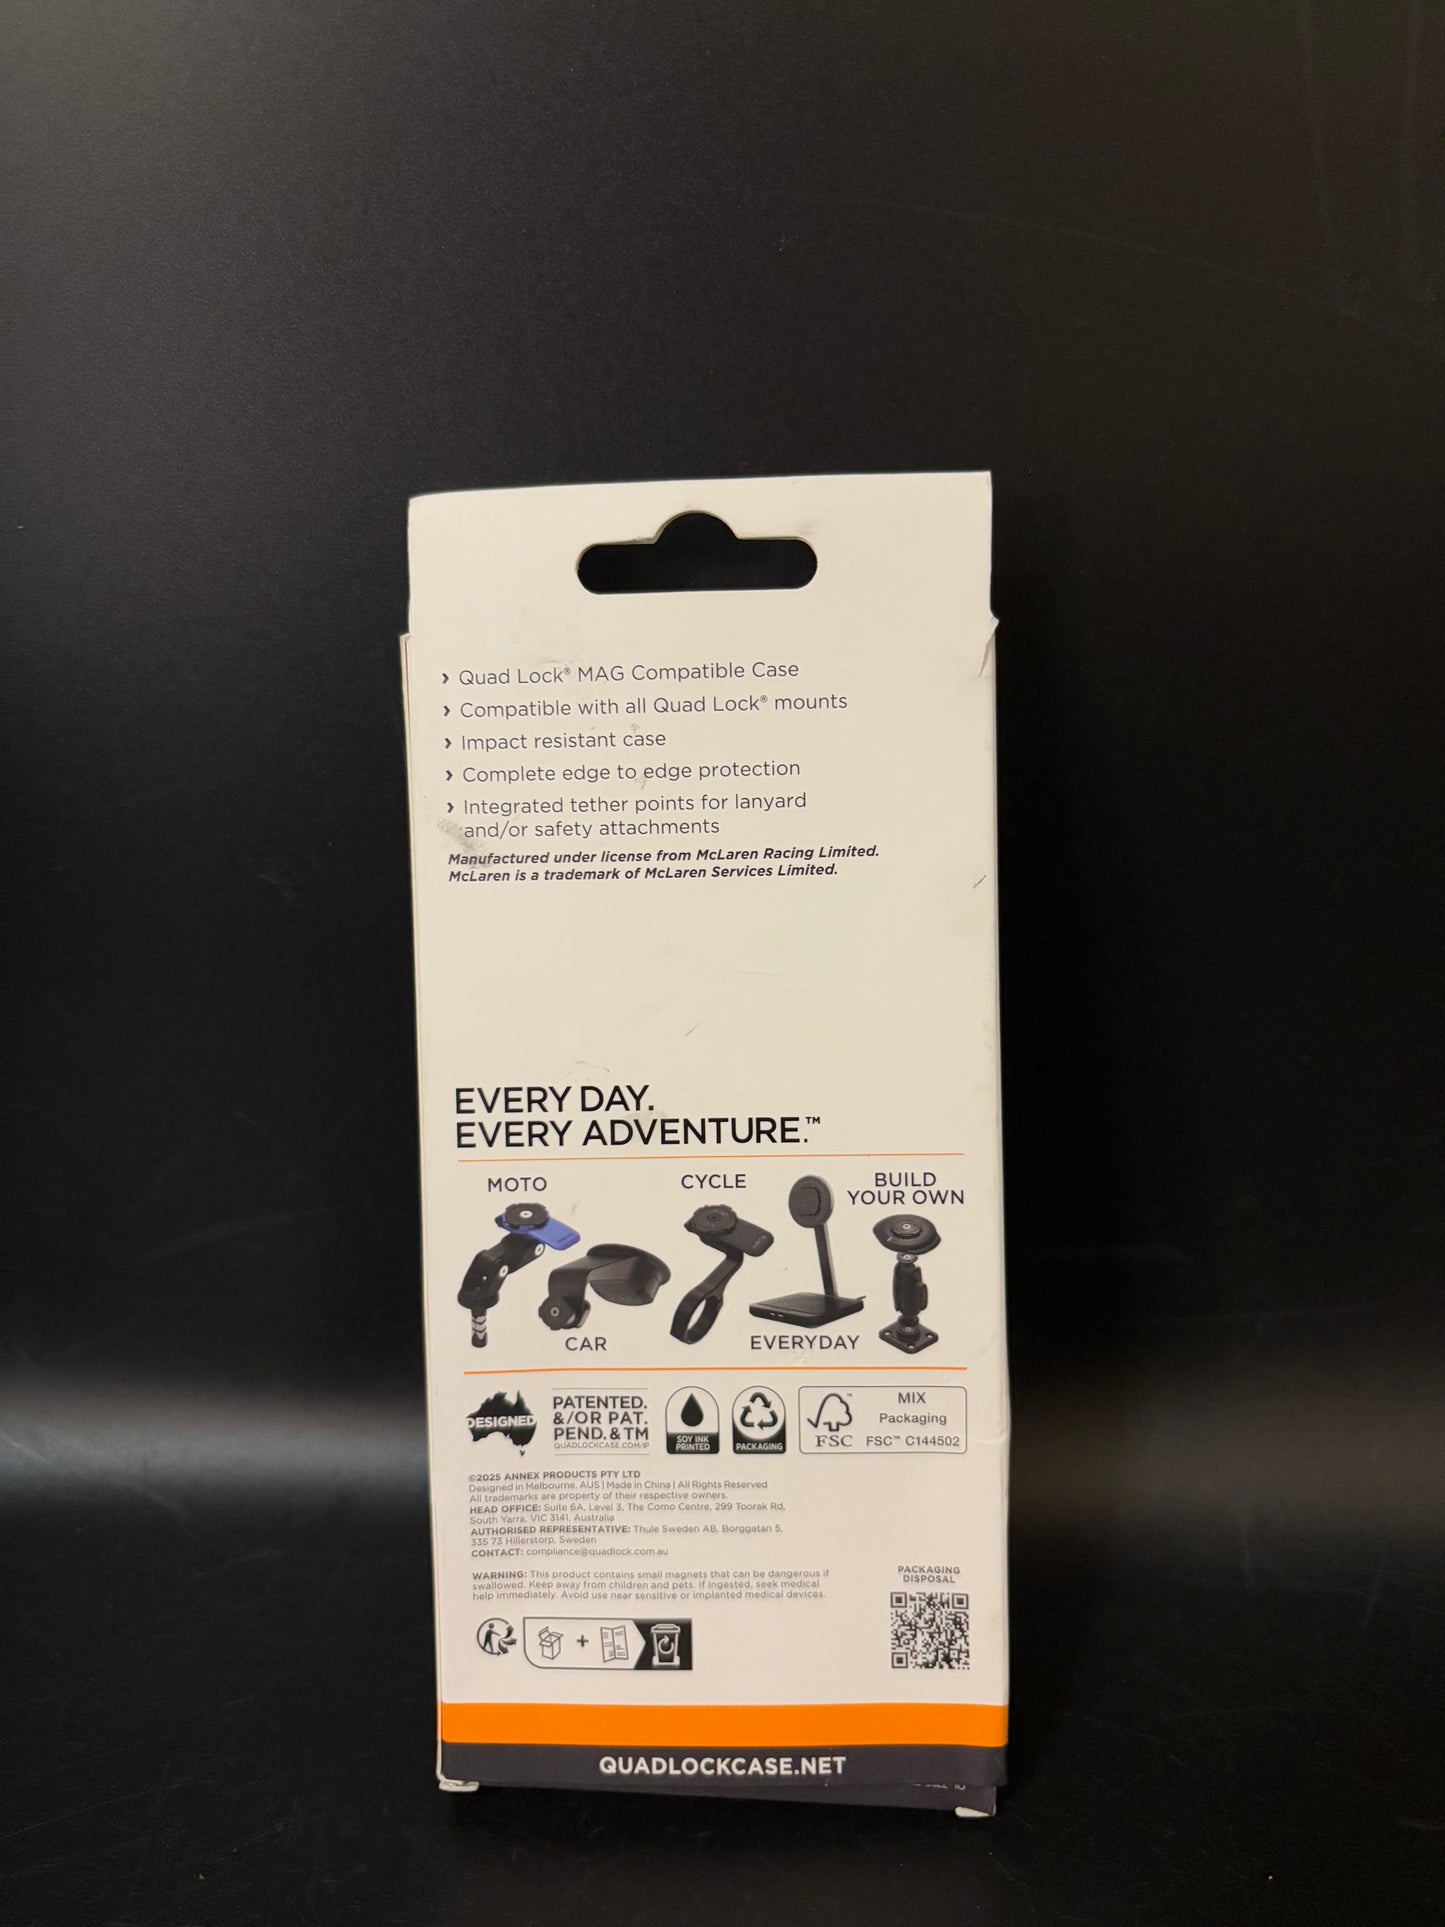 › Quad Lock® MAG Compatible Case
› Compatible with all Quad Lock® mounts
› Impact resistant case
› Complete edge to edge protection
› Integrated tether points for lanyard
and/or safety attachments
Manufactured under license from McLaren Racing Limited.
McLaren is a trademark of McLaren Services Limited.
EVERY DAY.
EVERY ADVENTURE.™
MOTO
CYCLE
BUILD
YOUR OWN
CAR
EVERYDAY
DESIGNED
PATENTED.
&/OR PAT.
PEND. & TM
QUADLOCKCASE.COM/IP
SOY INK
PRINTED
PACKAGING
FSC
MIX
Packaging
FSC™ C144502
©2025 ANNEX PRODUCTS PTY LTD
Designed in Melbourne, AUS | Made in China | All Rights Reserved
All trademarks are property of their respective owners.
HEAD OFFICE: Suite 6A, Level 3, The Como Centre, 299 Toorak Rd,
South Yarra, VIC 3141, Australia
AUTHORISED REPRESENTATIVE: Thule Sweden AB, Borggatan 5,
335 73 Hillerstorp, Sweden
CONTACT: compliance@quadlock.com.au
WARNING: This product contains small magnets that can be dangerous if
swallowed. Keep away from children and pets. If ingested, seek medical
help immediately. Avoid use near sensitive or implanted medical devices.
PACKAGING
DISPOSAL
QUADLOCKCASE.NET